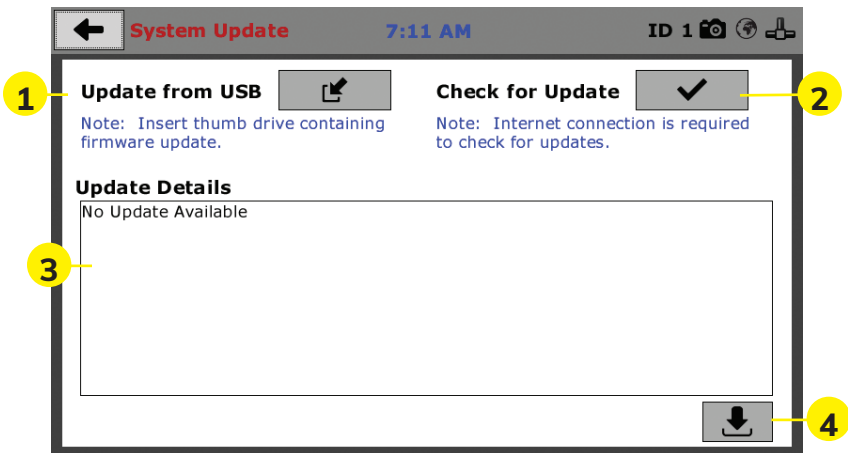 System Update 7:11 AM ID 1
1 Update from USB Check for Update 2
Note: Insert thumb drive containing
firmware update.
Note: Internet connection is required
to check for updates.
Update Details
No Update Available
3
4